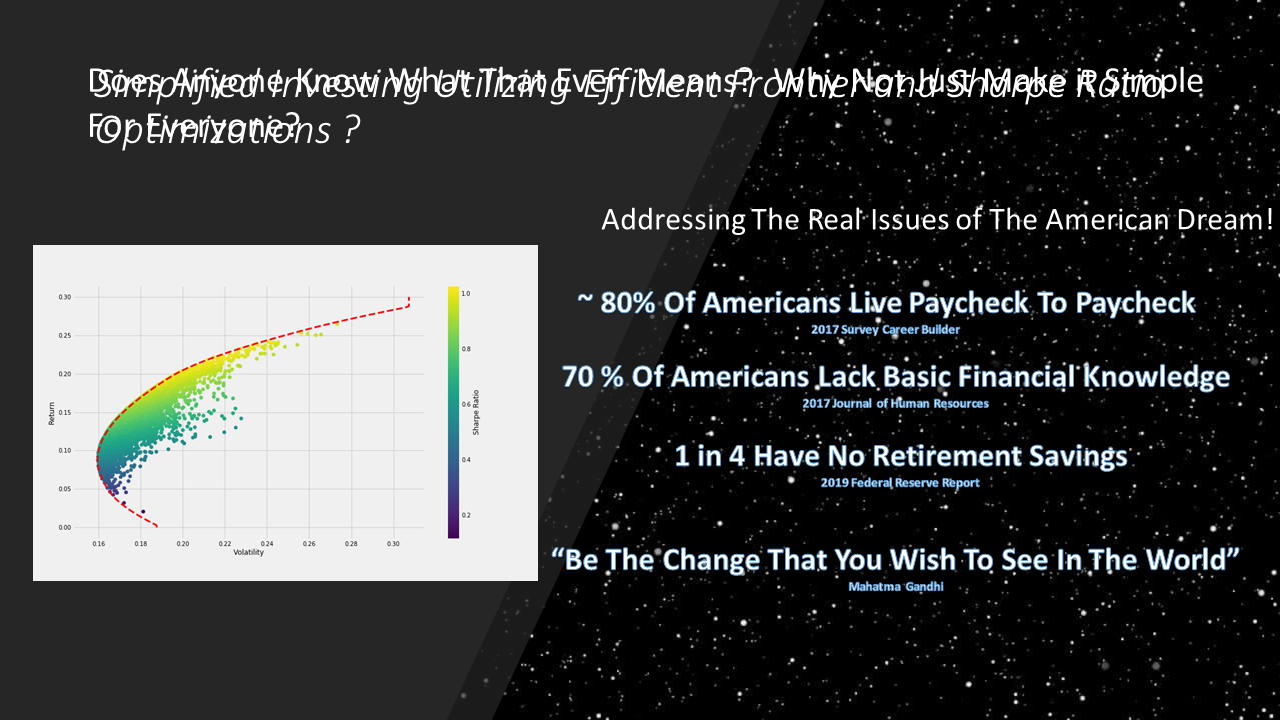 Does Anyone Know What That Even Means?  Why Not Just Make it Simple
For Everyone?
Simplified Investing Utilizing Efficient Frontier and Sharpe Ratio
Optimizations ?
Addressing The Real Issues of The American Dream!
~ 80% Of Americans Live Paycheck To Paycheck
2017 Survey Career Builder
70 % Of Americans Lack Basic Financial Knowledge
2017 Journal of Human Resources
1 in 4 Have No Retirement Savings
2019 Federal Reserve Report
“Be The Change That You Wish To See In The World”
Mahatma Gandhi
0.30
0.25
0.20
0.15
0.10
0.05
0.00
Return
0.16 0.18 0.20 0.22 0.24 0.26 0.28 0.30
Volatility
1.0
0.8
0.6
0.4
0.2
Sharpe Ratio